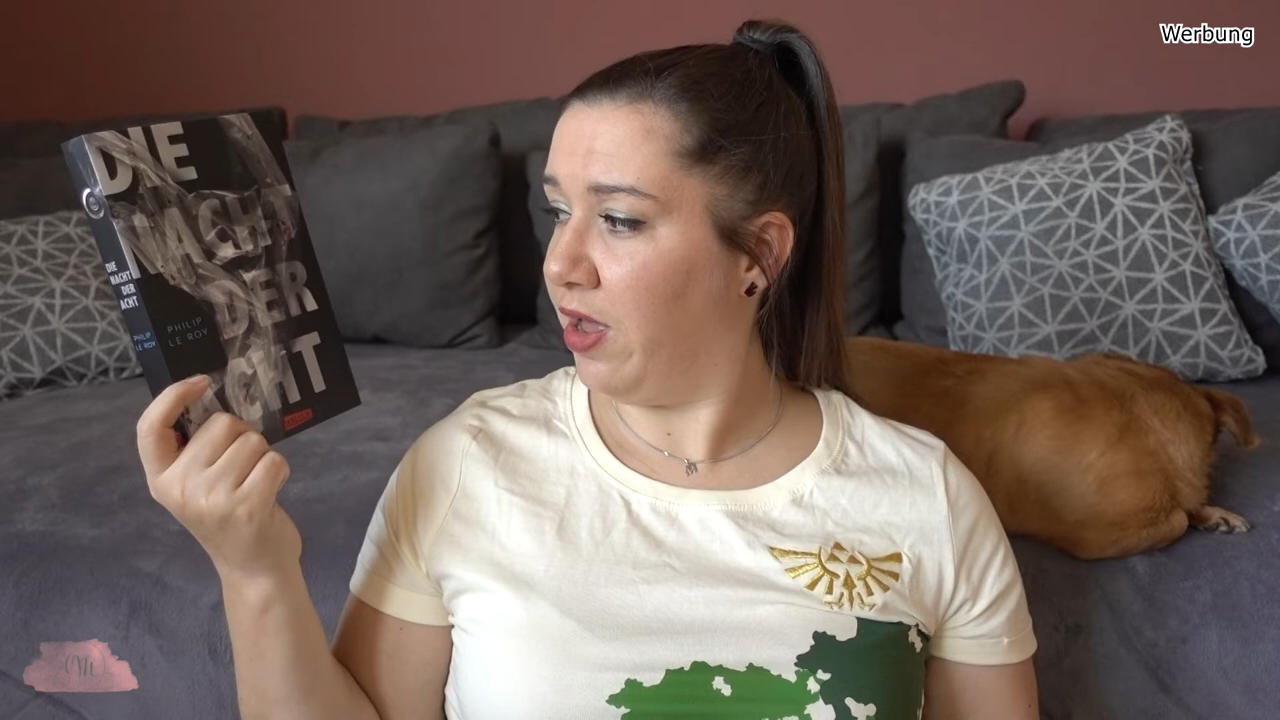 Werbung
DIE
NACHT
DER
ACHT
PHILIP
LE ROY
DIE
NACHT
DER
ACHT
PHILIP
LE ROY
M